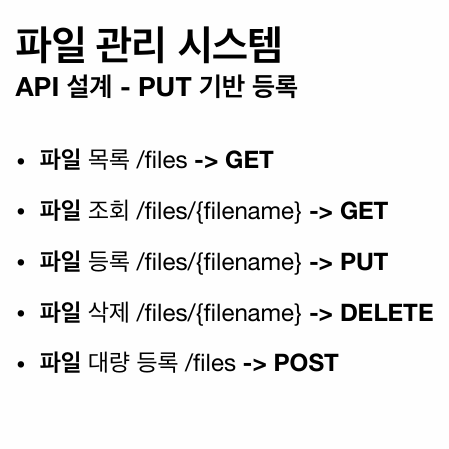 파일 관리 시스템
API 설계 - PUT 기반 등록
• 파일 목록 /files -> GET
• 파일 조회 /files/{filename} -> GET
• 파일 등록 /files/{filename} -> PUT
• 파일 삭제 /files/{filename} -> DELETE
• 파일 대량 등록 /files -> POST